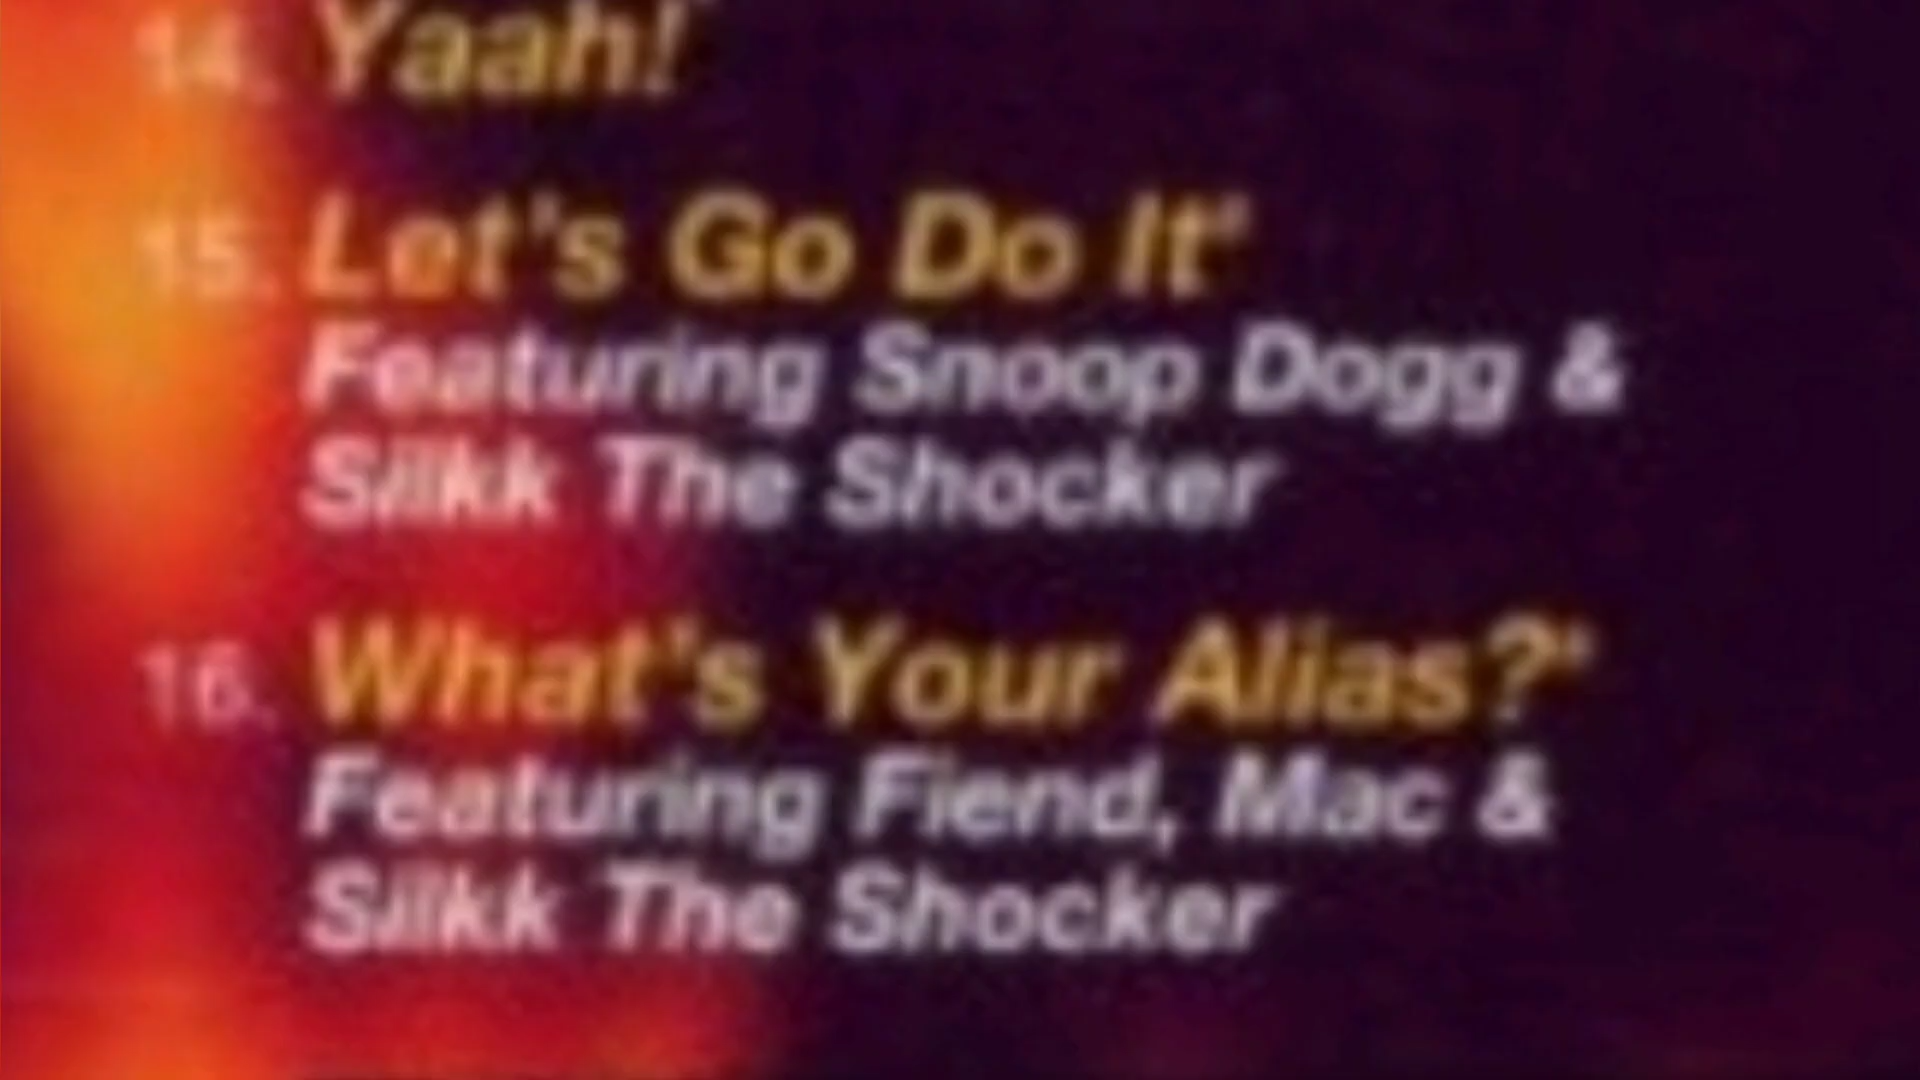 14. Yaah!*
15. Let's Go Do It*
Featuring Snoop Dogg &
Silkk The Shocker
16. What's Your Alias?*
Featuring Fiend, Mac &
Silkk The Shocker